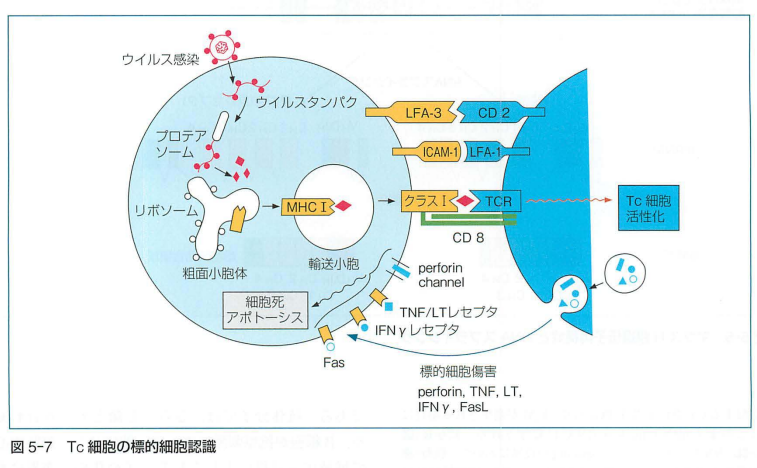 ウイルス感染
ウイルスタンパク
プロテア
ソーム
リボソーム
粗面小胞体
MHC I
輸送小胞
LFA-3
CD 2
ICAM-1
LFA-1
クラス I
TCR
CD 8
Tc 細胞
活性化
perforin
channel
細胞死
アポトーシス
TNF/LTレセプタ
IFNγレセプタ
Fas
標的細胞傷害
perforin, TNF, LT,
IFNγ, FasL
図 5-7 Tc 細胞の標的細胞認識